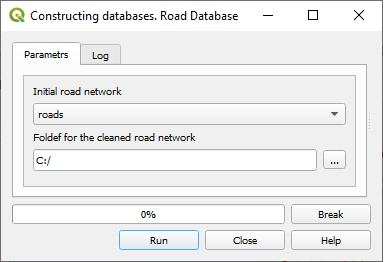 Constructing databases. Road Database
Parametrs
Log
Initial road network
roads
Foldef for the cleaned road network
C:/
...
0%
Break
Run
Close
Help